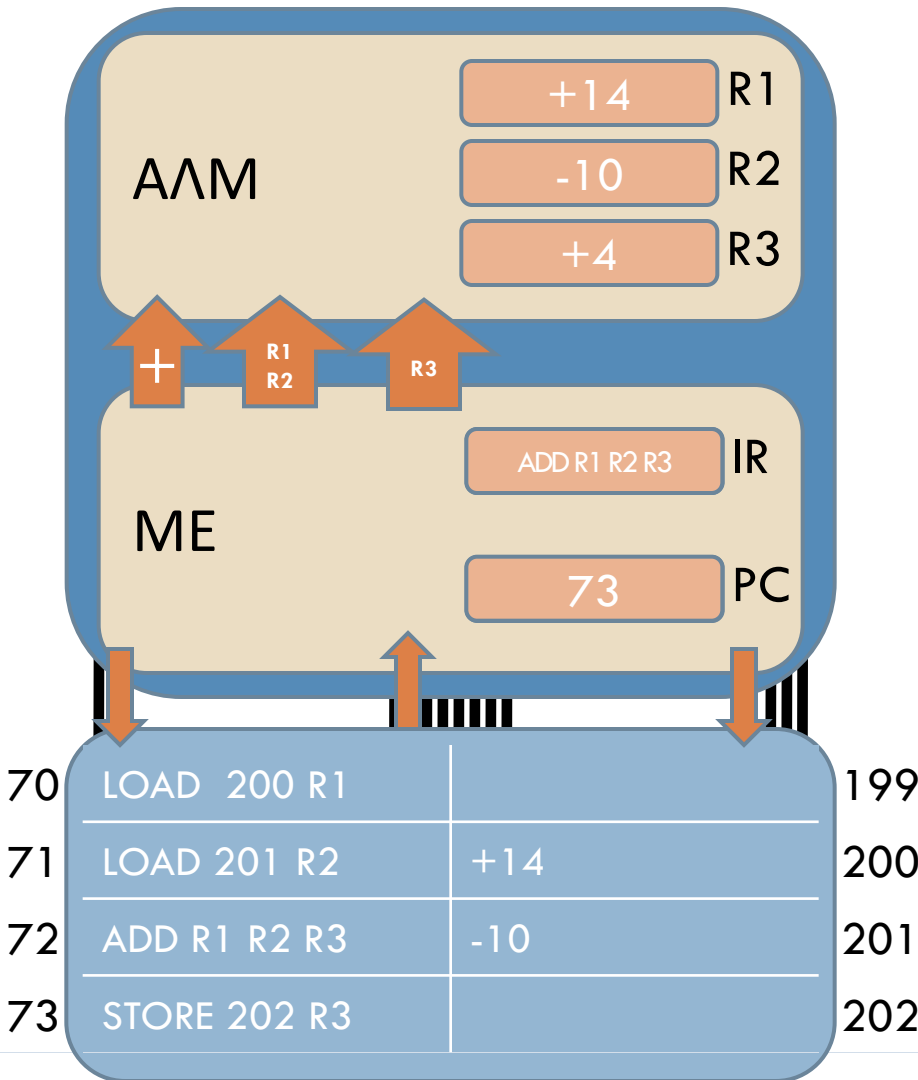 +14 R1
ΑΛΜ
-10 R2
+4 R3
+
R1
R2
R3
ADD R1 R2 R3 IR
ΜΕ
73 PC
70 LOAD 200 R1 199
71 LOAD 201 R2 +14 200
72 ADD R1 R2 R3 -10 201
73 STORE 202 R3 202